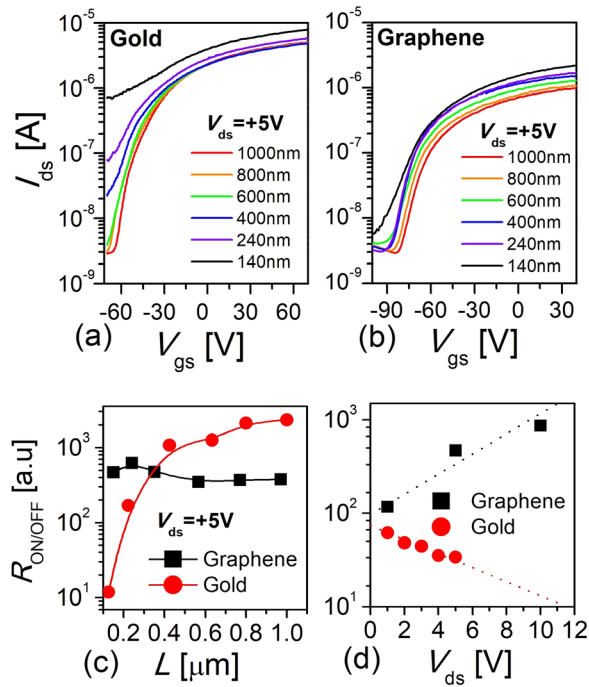 Gold
Graphene
10⁻⁵
10⁻⁶
10⁻⁷
10⁻⁸
10⁻⁹
I_ds [A]
V_ds=+5V
1000nm
800nm
600nm
400nm
240nm
140nm
-60 -30 0 30 60
(a) V_gs [V]
10⁻⁵
10⁻⁶
10⁻⁷
10⁻⁸
10⁻⁹
V_ds=+5V
1000nm
800nm
600nm
400nm
240nm
140nm
-90 -60 -30 0 30
(b) V_gs [V]
R_ON/OFF [a.u]
10³
10²
10¹
V_ds=+5V
Graphene
Gold
0.2 0.4 0.6 0.8 1.0
(c) L [μm]
10³
10²
10¹
Graphene
Gold
0 2 4 6 8 10 12
(d) V_ds [V]